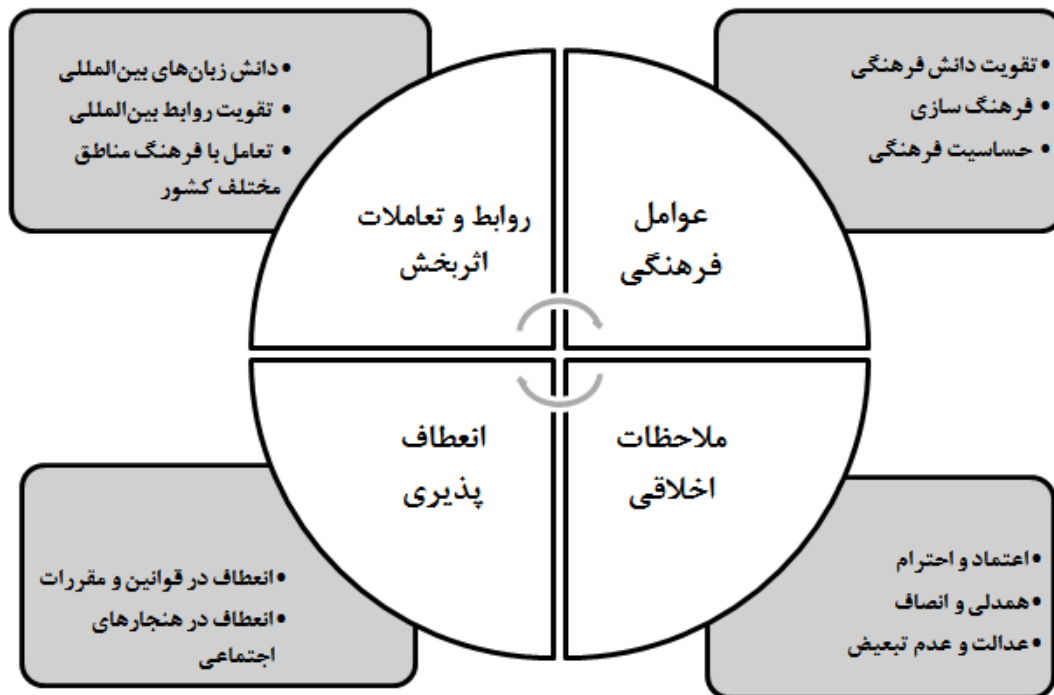 •تقویت دانش فرهنگی
• فرهنگ سازی
• حساسیت فرهنگی
•دانش زبان‌های بین‌المللی
• تقویت روابط بین‌المللی
• تعامل با فرهنگ مناطق
مختلف کشور
عوامل
فرهنگی
روابط و تعاملات
اثربخش
ملاحظات
اخلاقی
انعطاف
پذیری
•اعتماد و احترام
•همدلی و انصاف
•عدالت و عدم تبعیض
•انعطاف در قوانین و مقررات
•انعطاف در هنجارهای
اجتماعی